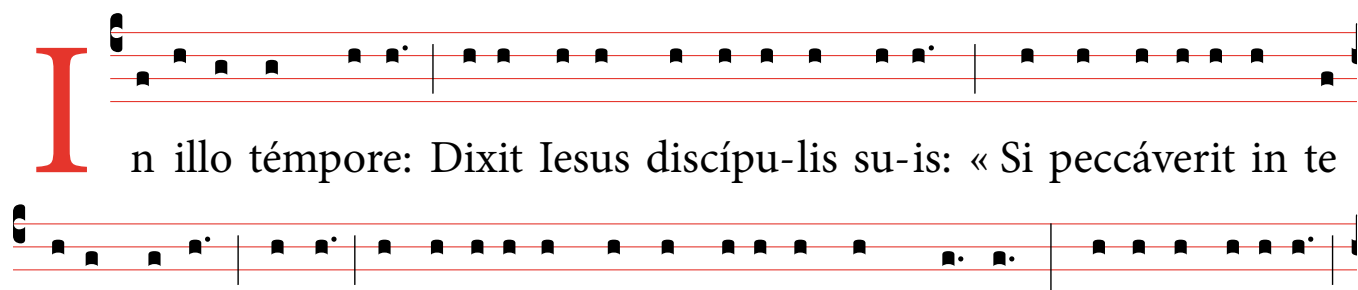 In illo témpore: Dixit Iesus discípu-lis su-is: « Si peccáverit in te